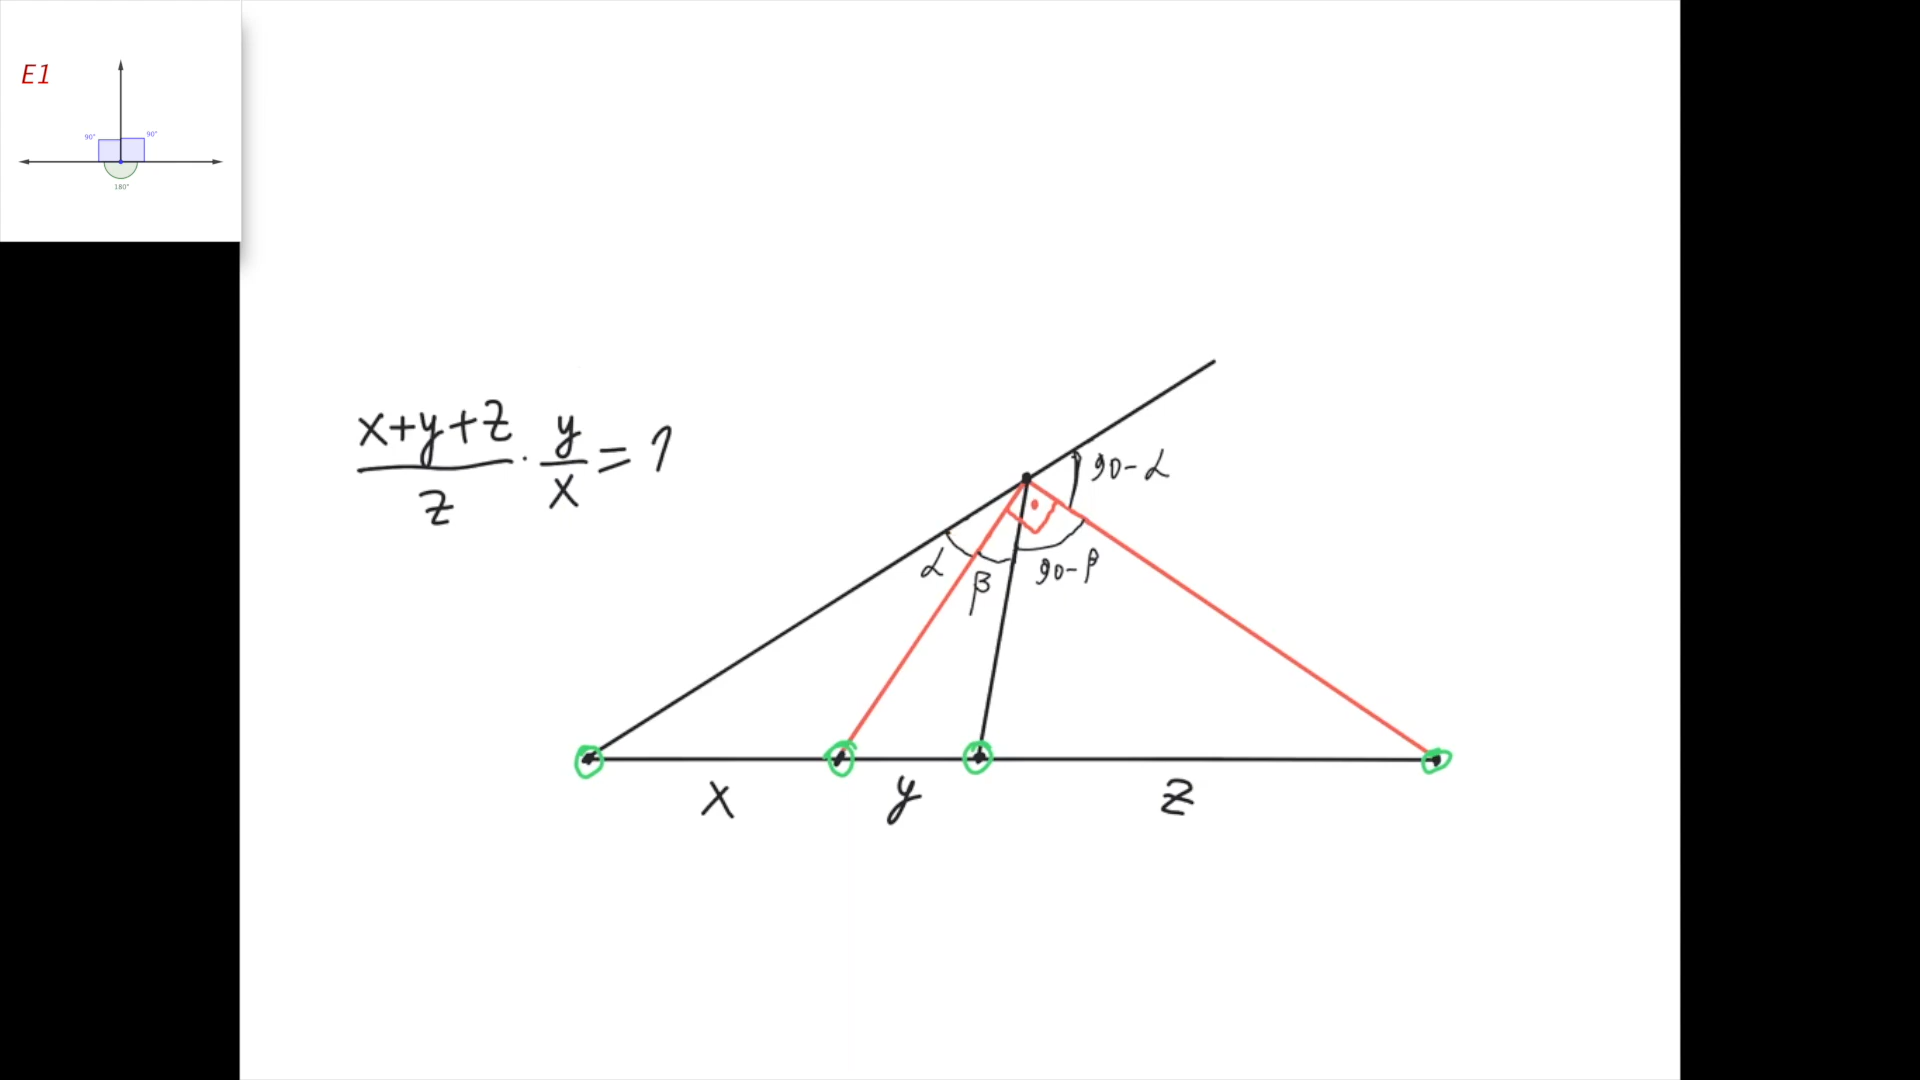 E1
90°
90°
180°
(x+y+z)/z · y/x = 1
90-α
α
β
90-β
x
y
z